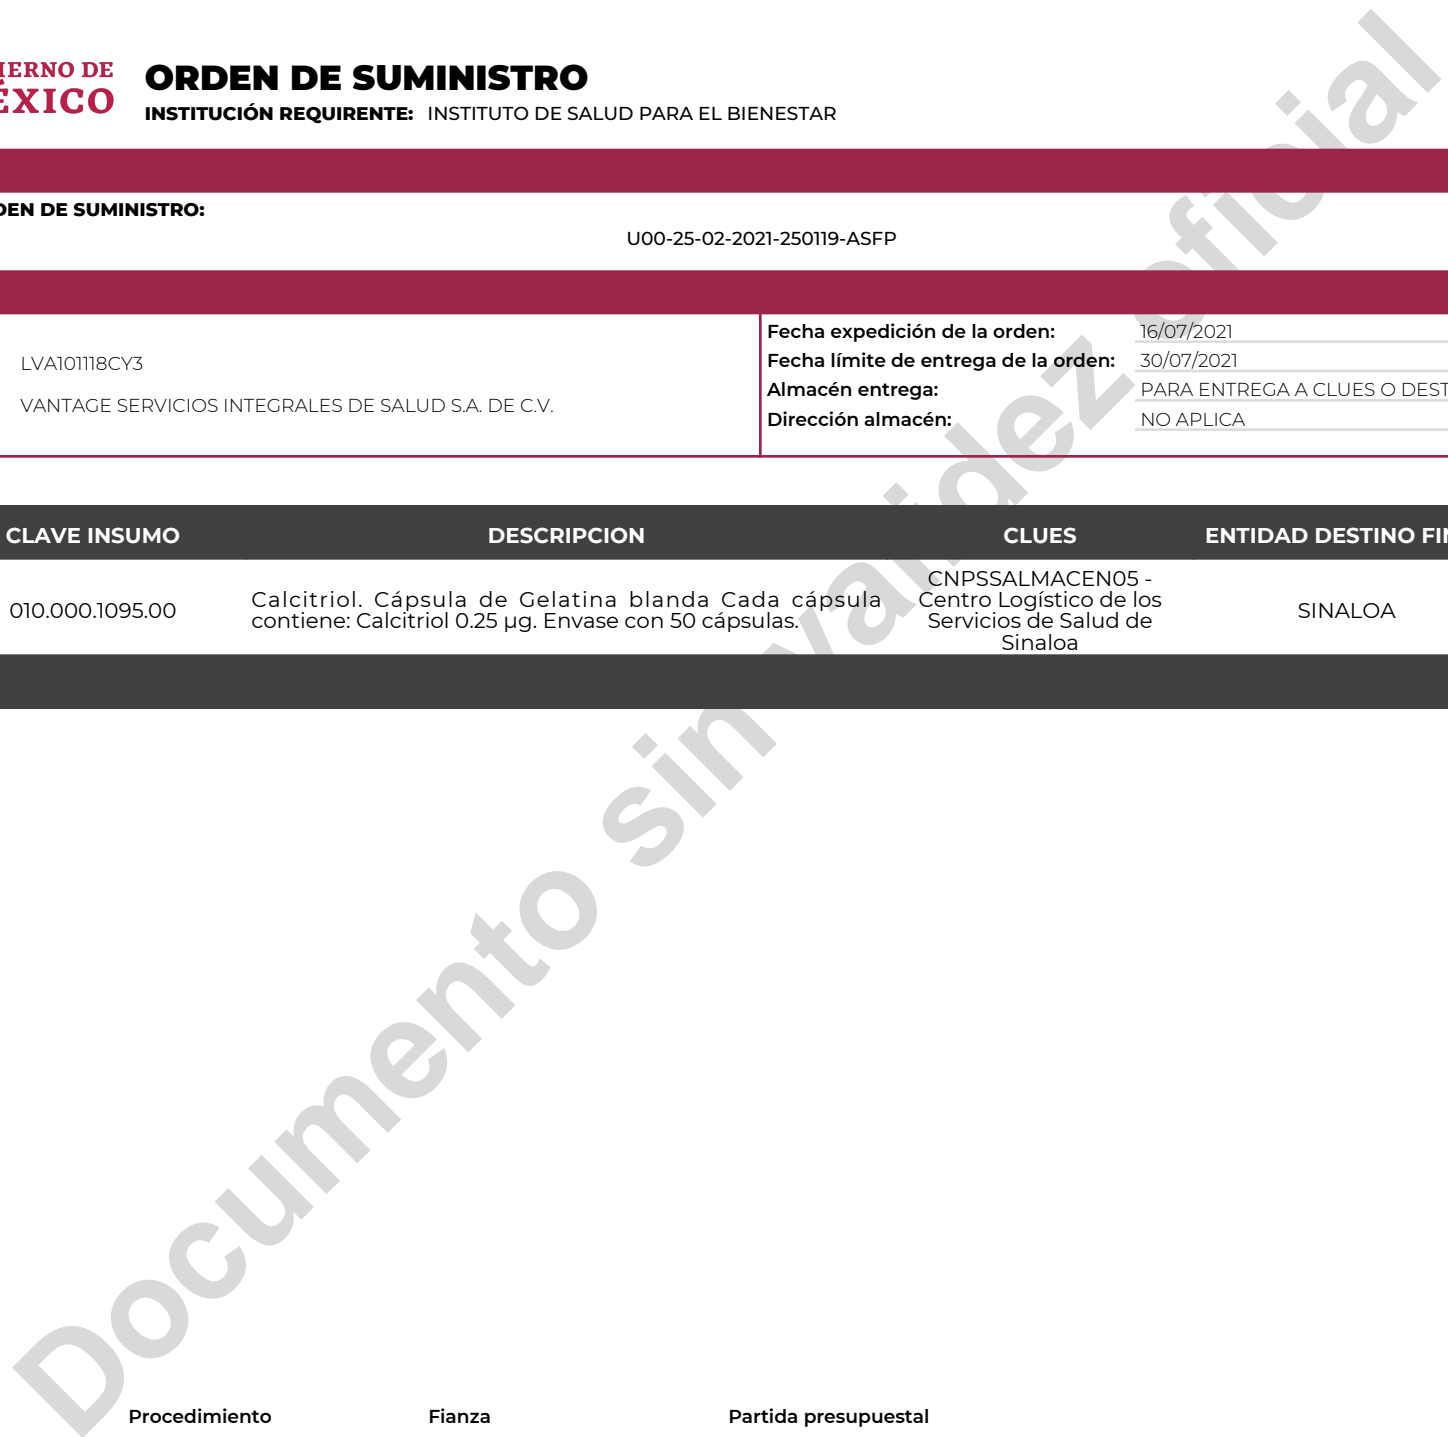 IERNO DE
ÉXICO
ORDEN DE SUMINISTRO
INSTITUCIÓN REQUIRENTE: INSTITUTO DE SALUD PARA EL BIENESTAR
DEN DE SUMINISTRO:
U00-25-02-2021-250119-ASFP
LVA101118CY3
VANTAGE SERVICIOS INTEGRALES DE SALUD S.A. DE C.V.
Fecha expedición de la orden: 16/07/2021
Fecha límite de entrega de la orden: 30/07/2021
Almacén entrega: PARA ENTREGA A CLUES O DEST
Dirección almacén: NO APLICA
CLAVE INSUMO DESCRIPCION CLUES ENTIDAD DESTINO FIN
010.000.1095.00
Calcitriol. Cápsula de Gelatina blanda Cada cápsula
contiene: Calcitriol 0.25 µg. Envase con 50 cápsulas.
CNPSSALMACEN05 -
Centro Logístico de los
Servicios de Salud de
Sinaloa
SINALOA
Documento sin validez oficial
Procedimiento Fianza Partida presupuestal